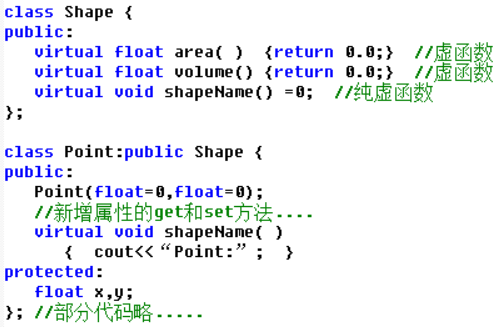 class Shape {
public:
virtual float area( ) {return 0.0;} //虚函数
virtual float volume() {return 0.0;} //虚函数
virtual void shapeName() =0; //纯虚函数
};
class Point:public Shape {
public:
Point(float=0,float=0);
//新增属性的get和set方法....
virtual void shapeName( )
{ cout<<“Point:”; }
protected:
float x,y;
}; //部分代码略.....